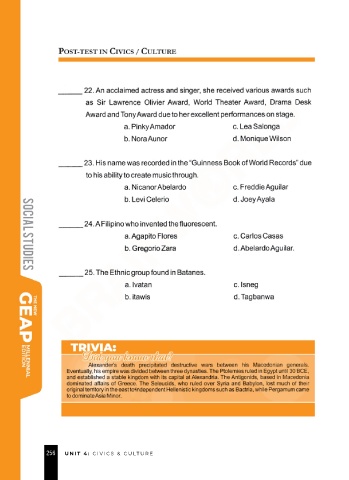 POST-TEST IN CIVICS / CULTURE
______ 22. An acclaimed actress and singer, she received various awards such
as Sir Lawrence Olivier Award, World Theater Award, Drama Desk
Award and Tony Award due to her excellent performances on stage.
a. Pinky Amador c. Lea Salonga
b. Nora Aunor d. Monique Wilson
______ 23. His name was recorded in the "Guinness Book of World Records" due
to his ability to create music through.
a. Nicanor Abelardo c. Freddie Aguilar
b. Levi Celerio d. Joey Ayala
______ 24. A Filipino who invented the fluorescent.
a. Agapito Flores c. Carlos Casas
b. Gregorio Zara d. Abelardo Aguilar.
______ 25. The Ethnic group found in Batanes.
a. Ivatan c. Isneg
b. itawis d. Tagbanwa
SOCIAL STUDIES
THE NEW
GEAP
MILLENNIAL
EDITION
TRIVIA:
Did you know that?
Alexander's death precipitated destructive wars between his Macedonian generals.
Eventually, his empire was divided between three dynasties. The Ptolemies ruled in Egypt until 30 BCE,
and established a stable kingdom with its capital at Alexandria. The Antigonids, based in Macedonia
dominated affairs of Greece. The Seleucids, who ruled over Syria and Babylon, lost much of their
original territory in the east to independent Hellenistic kingdoms such as Bactria, while Pergamum came
to dominate Asia Minor.
256 UNIT 4: CIVICS & CULTURE